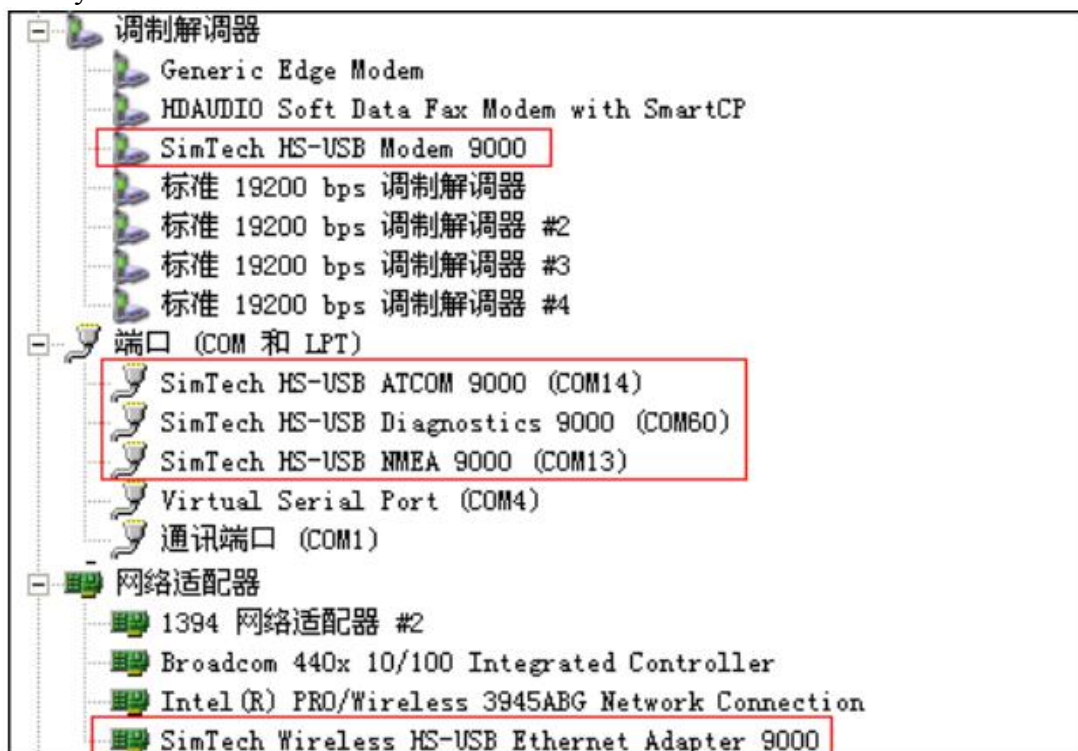 调制解调器
Generic Edge Modem
HDAUDIO Soft Data Fax Modem with SmartCP
SimTech HS-USB Modem 9000
标准 19200 bps 调制解调器
标准 19200 bps 调制解调器 #2
标准 19200 bps 调制解调器 #3
标准 19200 bps 调制解调器 #4
端口 (COM 和 LPT)
SimTech HS-USB ATCOM 9000 (COM14)
SimTech HS-USB Diagnostics 9000 (COM60)
SimTech HS-USB NMEA 9000 (COM13)
Virtual Serial Port (COM4)
通讯端口 (COM1)
网络适配器
1394 网络适配器 #2
Broadcom 440x 10/100 Integrated Controller
Intel(R) PRO/Wireless 3945ABG Network Connection
SimTech Wireless HS-USB Ethernet Adapter 9000